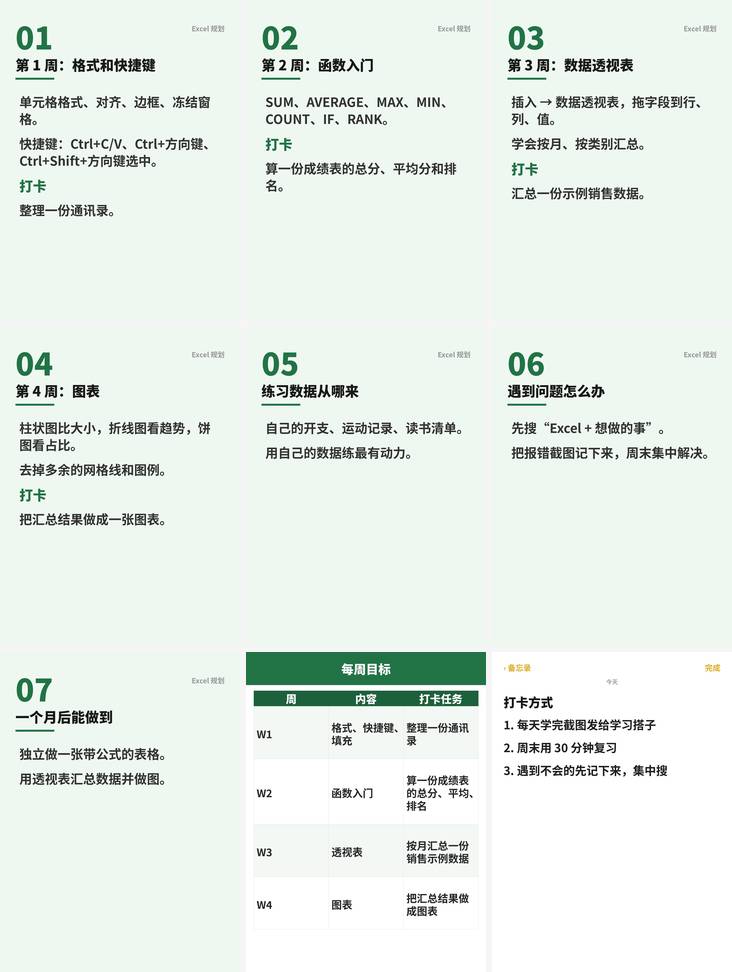 01
Excel 规划
第 1 周：格式和快捷键
单元格格式、对齐、边框、冻结窗
格。
快捷键：Ctrl+C/V、Ctrl+方向键、
Ctrl+Shift+方向键选中。
打卡
整理一份通讯录。
02
Excel 规划
第 2 周：函数入门
SUM、AVERAGE、MAX、MIN、
COUNT、IF、RANK。
打卡
算一份成绩表的总分、平均分和排
名。
03
Excel 规划
第 3 周：数据透视表
插入 → 数据透视表，拖字段到行、
列、值。
学会按月、按类别汇总。
打卡
汇总一份示例销售数据。
04
Excel 规划
第 4 周：图表
柱状图比大小，折线图看趋势，饼
图看占比。
去掉多余的网格线和图例。
打卡
把汇总结果做成一张图表。
05
Excel 规划
练习数据从哪来
自己的开支、运动记录、读书清单。
用自己的数据练最有动力。
06
Excel 规划
遇到问题怎么办
先搜“Excel + 想做的事”。
把报错截图记下来，周末集中解决。
07
Excel 规划
一个月后能做到
独立做一张带公式的表格。
用透视表汇总数据并做图。
每周目标
周 内容 打卡任务
W1 格式、快捷键、 整理一份通讯
填充 录
算一份成绩表
W2 函数入门 的总分、平均、
排名
W3 透视表 按月汇总一份
销售示例数据
W4 图表 把汇总结果做
成图表
‹ 备忘录 完成
今天
打卡方式
1. 每天学完截图发给学习搭子
2. 周末用 30 分钟复习
3. 遇到不会的先记下来，集中搜